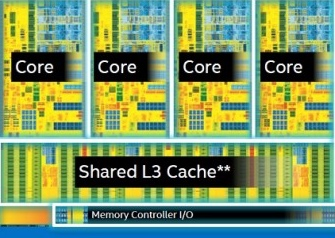 Core Core Core Core
Shared L3 Cache**
Memory Controller I/O